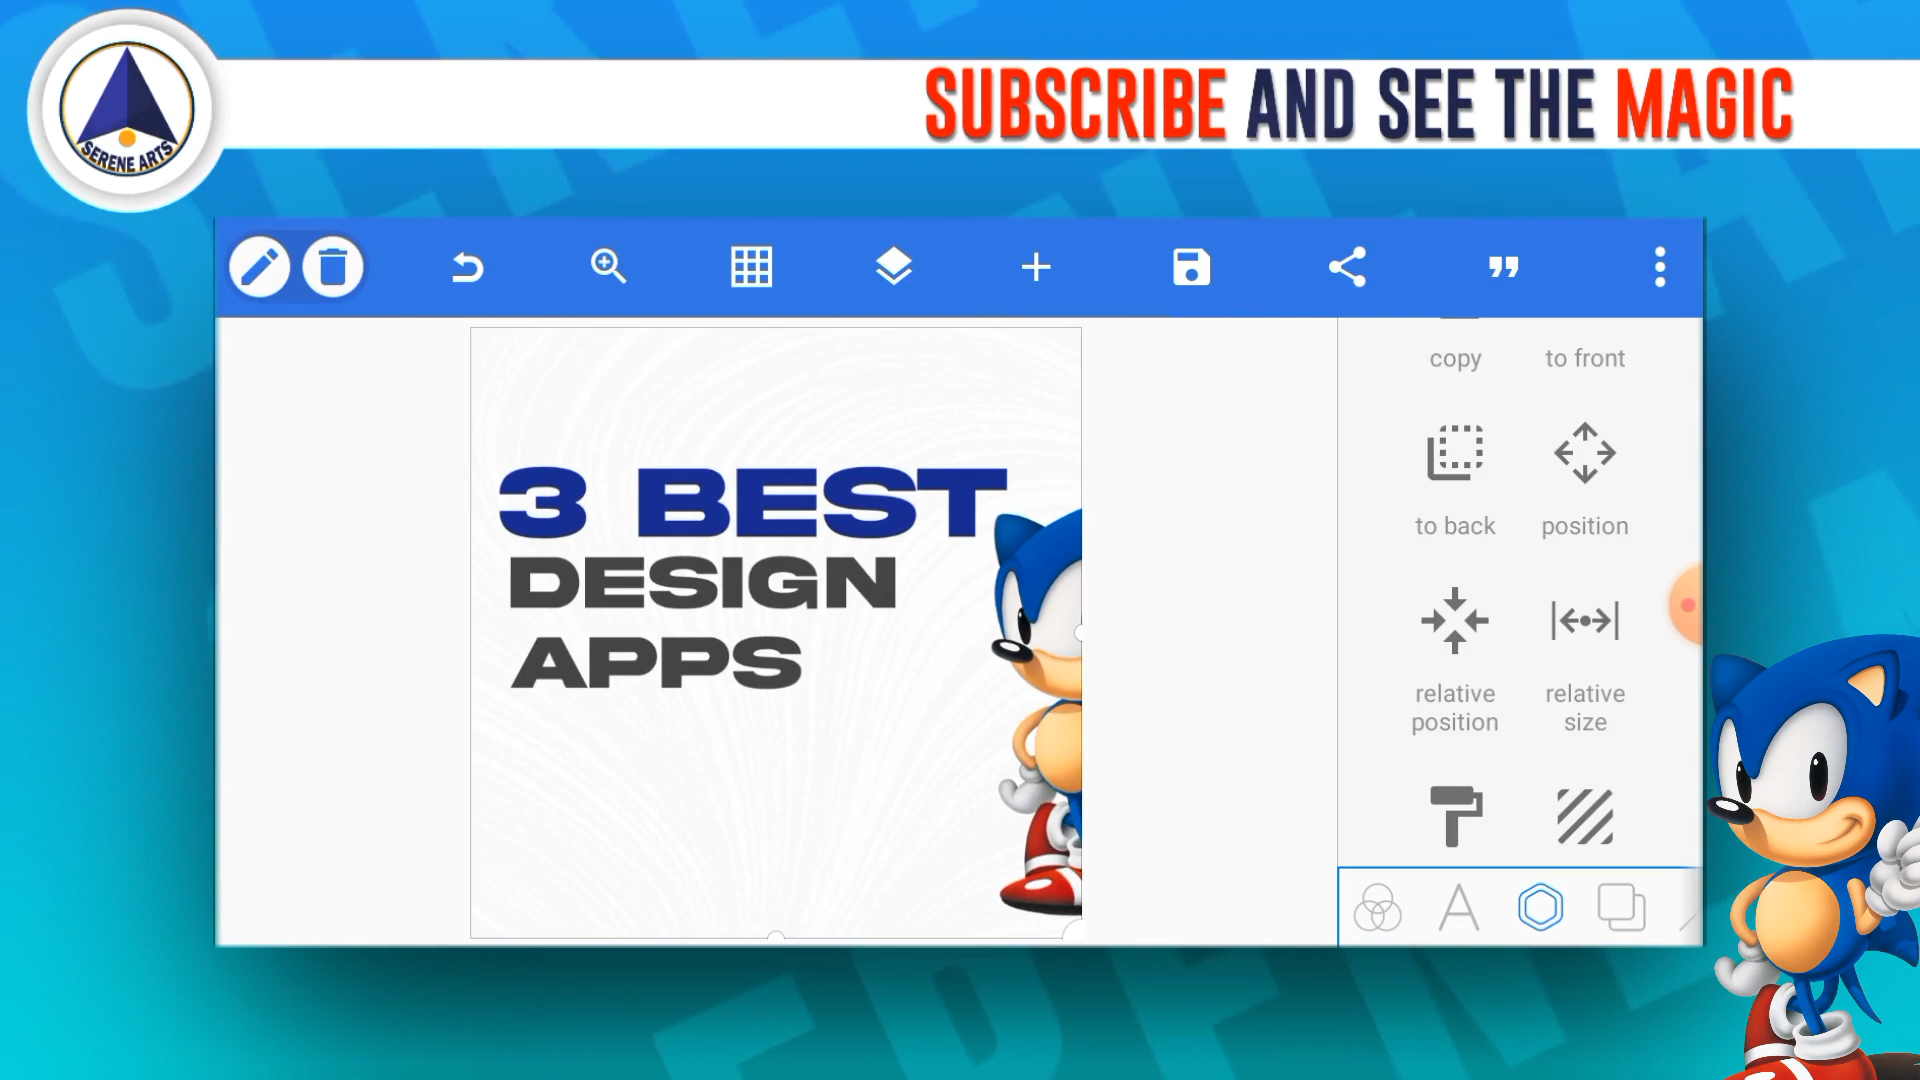 SUBSCRIBE AND SEE THE MAGIC
SERENE ARTS
copy
to front
3 BEST
DESIGN
APPS
to back
position
relative
position
relative
size